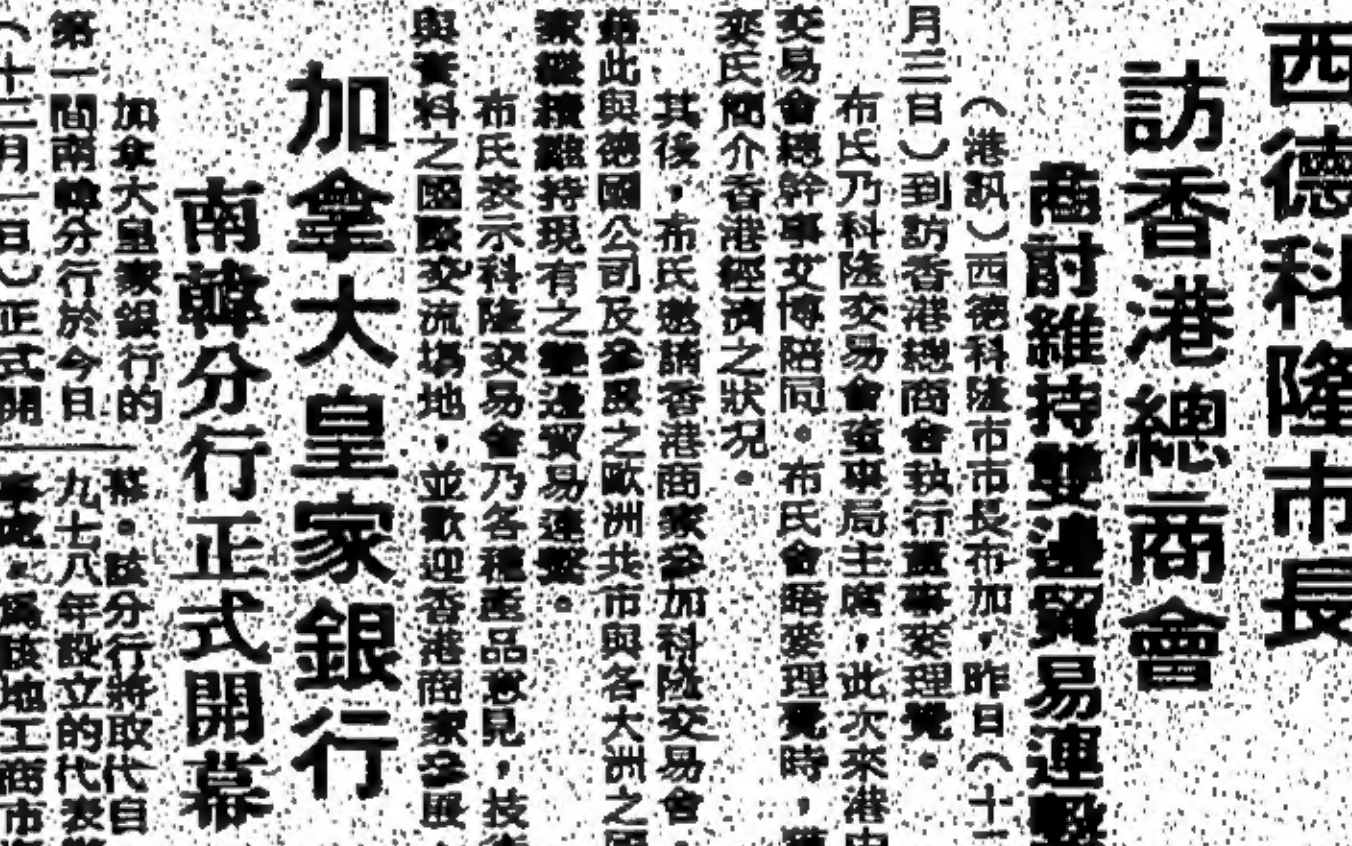 西德科隆市長
訪香港總商會
商討維持雙邊貿易連繫
(港訊)西德科隆市市長布加,昨日(十二
月三日)到訪香港總商會執行董事麥理覺。
布氏乃科隆交易會董事局主席,此次來港由
交易會總幹事艾博陪同。布氏會晤麥理覺時,獲
麥氏簡介香港經濟之狀況。
其後,布氏邀請香港商家參加科隆交易會,
藉此與德國公司及參展之歐洲共市與各大洲之
家繼續維持現有之雙邊貿易連繫。
布氏表示科隆交易會乃各種產品意見,技術
與資料之國際交流場地,並歡迎香港商家參展
加拿大皇家銀行
南韓分行正式開幕
加拿大皇家銀行的
第一間南韓分行於今日
(十二月一日)正式開
幕。該分行將取代自
九七八年設立的代表
該地工商市